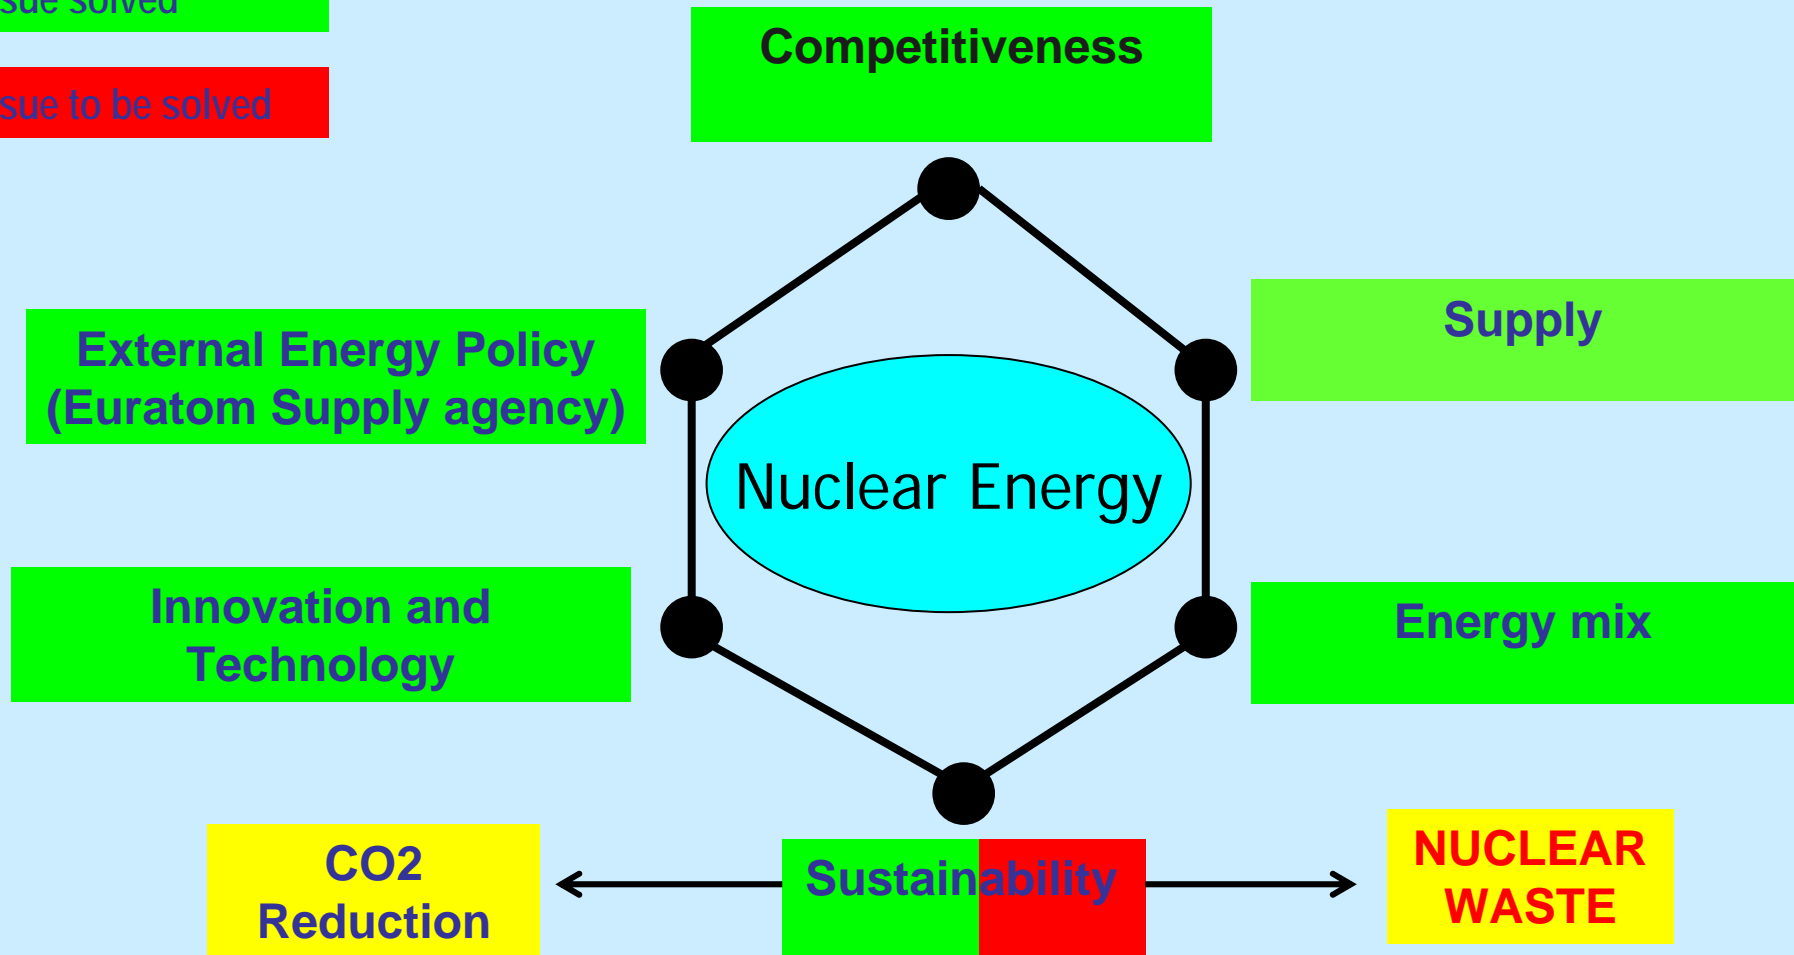 sue solved
sue to be solved
Competitiveness
Supply
External Energy Policy
(Euratom Supply agency)
Nuclear Energy
Innovation and
Technology
Energy mix
CO2
Reduction
Sustainability
NUCLEAR
WASTE